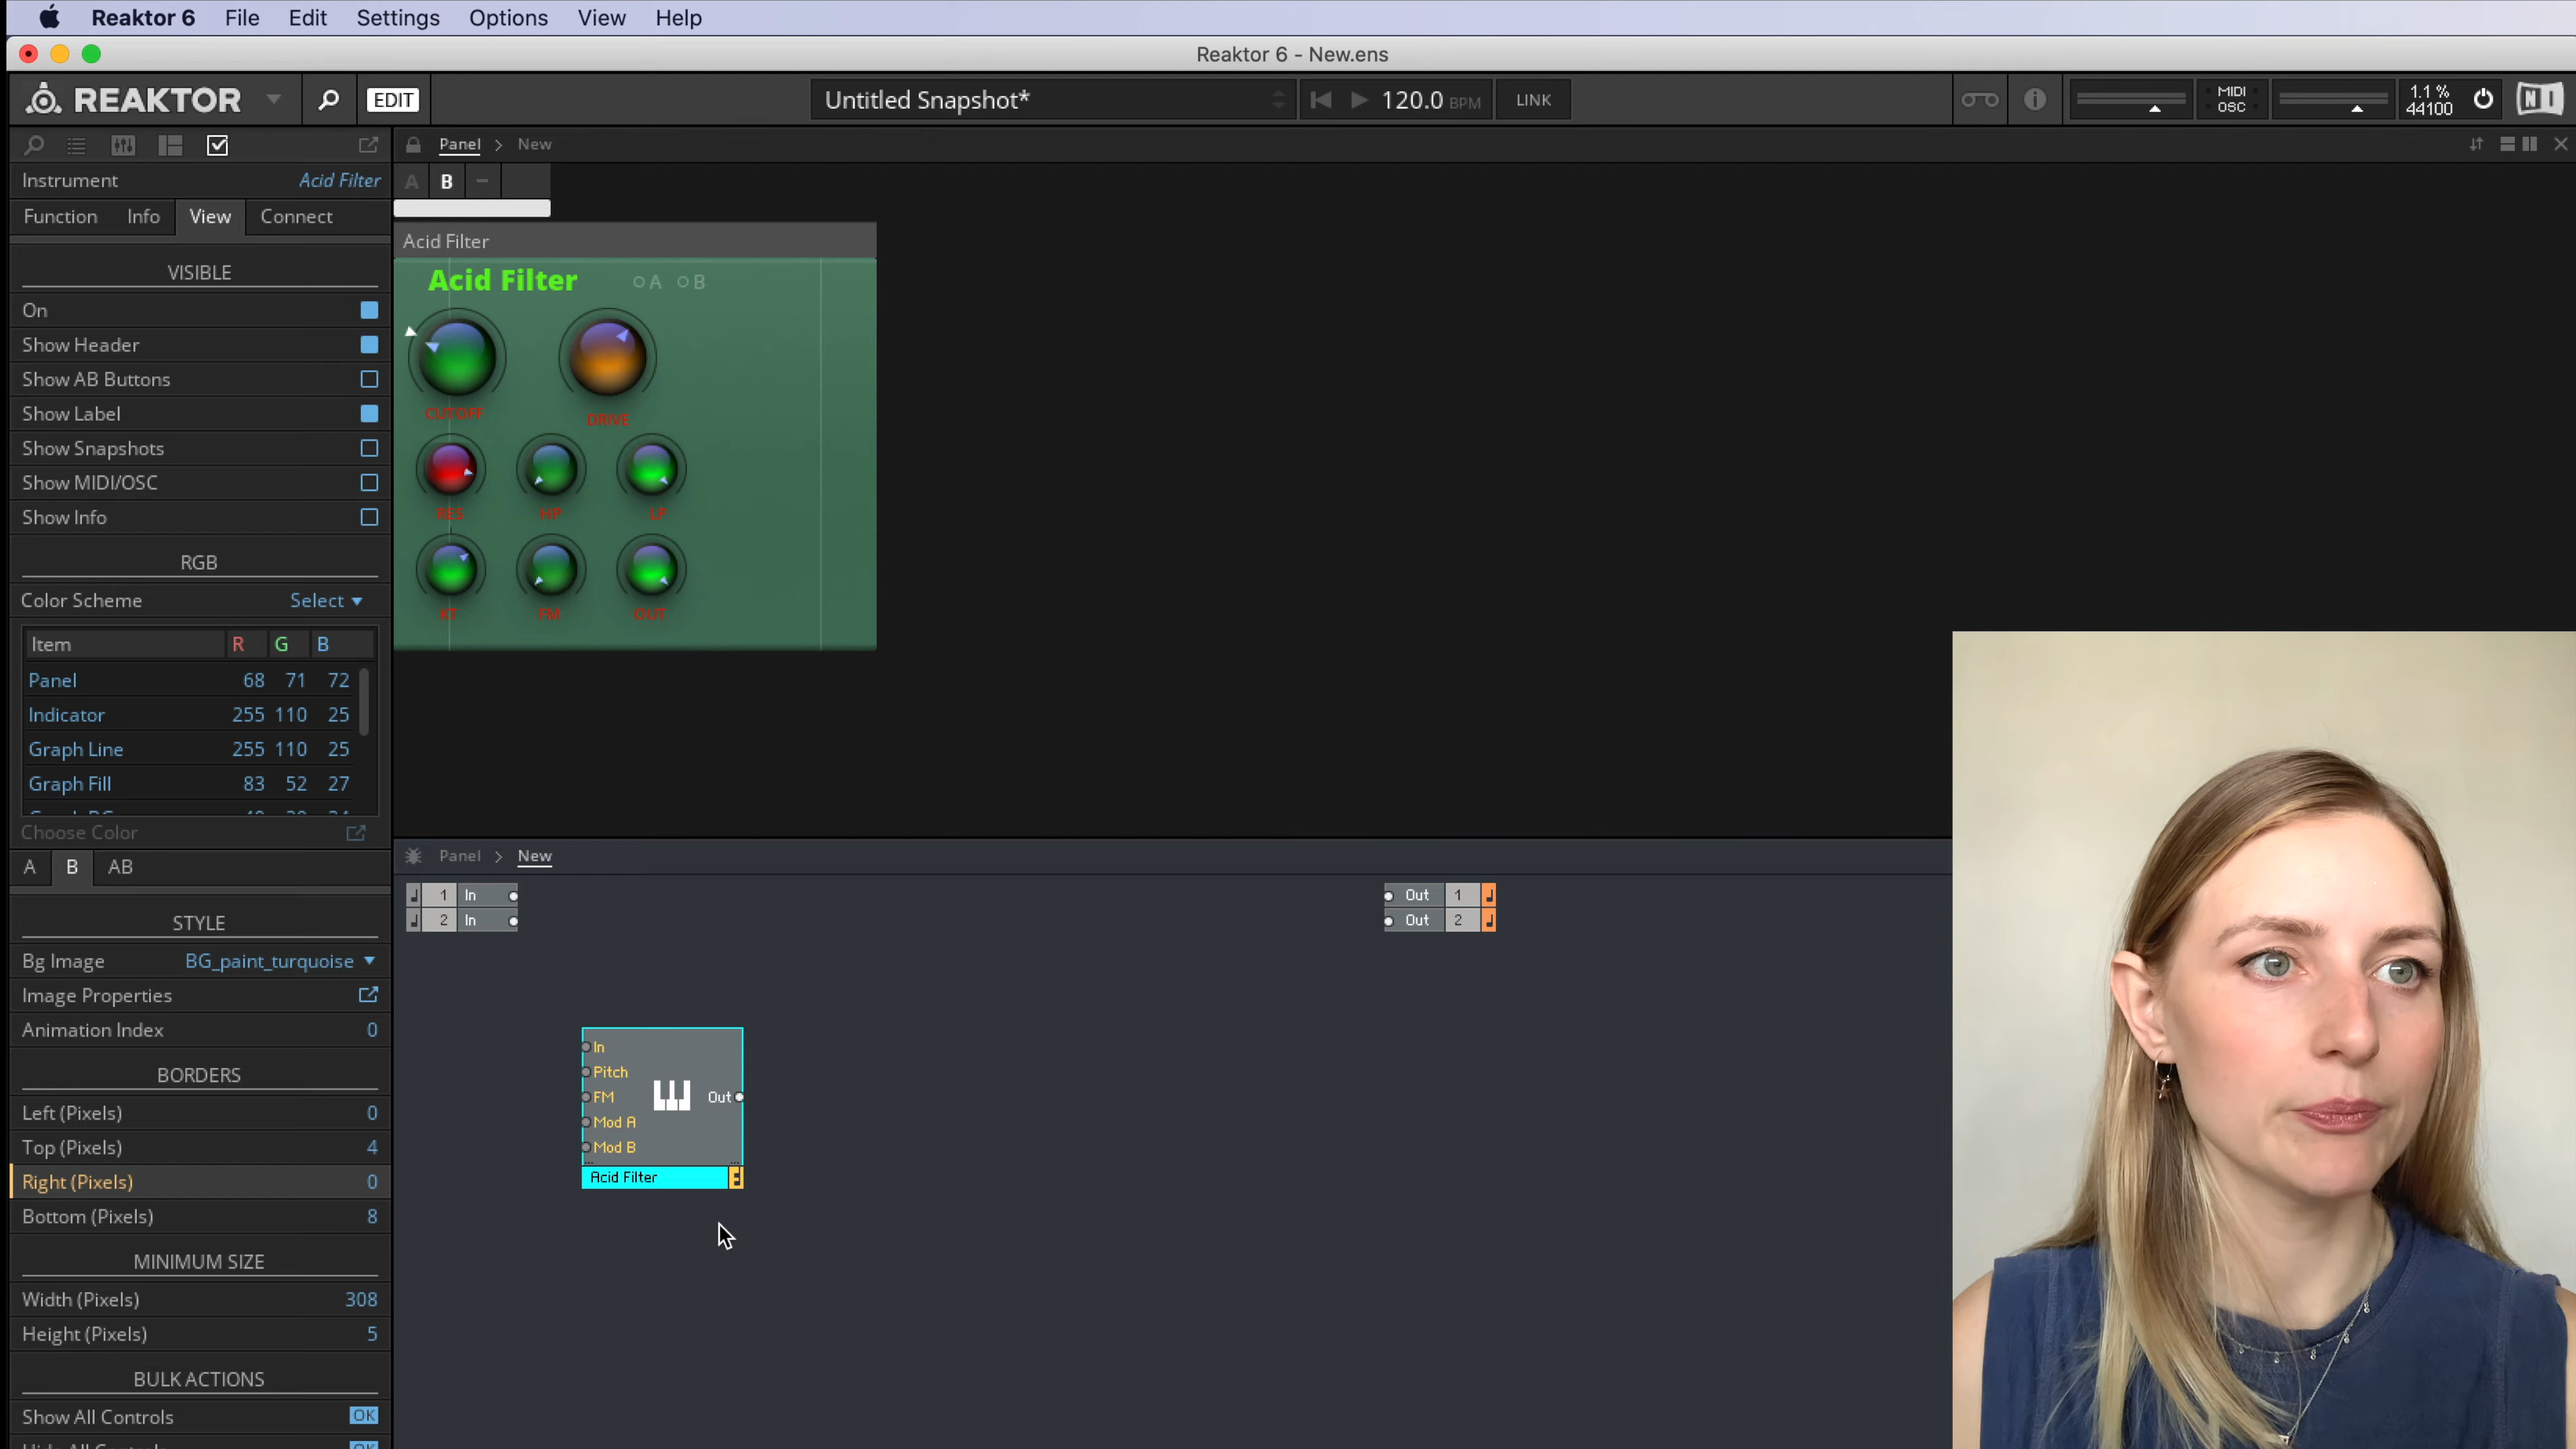 Reaktor 6 File Edit Settings Options View Help
Reaktor 6 - New.ens
REAKTOR EDIT Untitled Snapshot* 120.0 BPM LINK MIDI OSC 1.1 % 44100 NI
Panel > New
Instrument Acid Filter
A B -
Function Info View Connect
Acid Filter
VISIBLE
Acid Filter A B
On
Show Header
Show AB Buttons
Show Label
CUTOFF DRIVE
Show Snapshots
Show MIDI/OSC
Show Info
RES HP LP
RGB
Color Scheme Select
KT FM OUT
Item R G B
Panel 68 71 72
Indicator 255 110 25
Graph Line 255 110 25
Graph Fill 83 52 27
Choose Color
A B AB
Panel > New
1 In Out 1
2 In Out 2
STYLE
Bg Image BG_paint_turquoise
Image Properties
Animation Index 0
BORDERS
Left (Pixels) 0
Top (Pixels) 4
Right (Pixels) 0
Bottom (Pixels) 8
In
Pitch
FM Out
Mod A
Mod B
Acid Filter
MINIMUM SIZE
Width (Pixels) 308
Height (Pixels) 5
BULK ACTIONS
Show All Controls OK